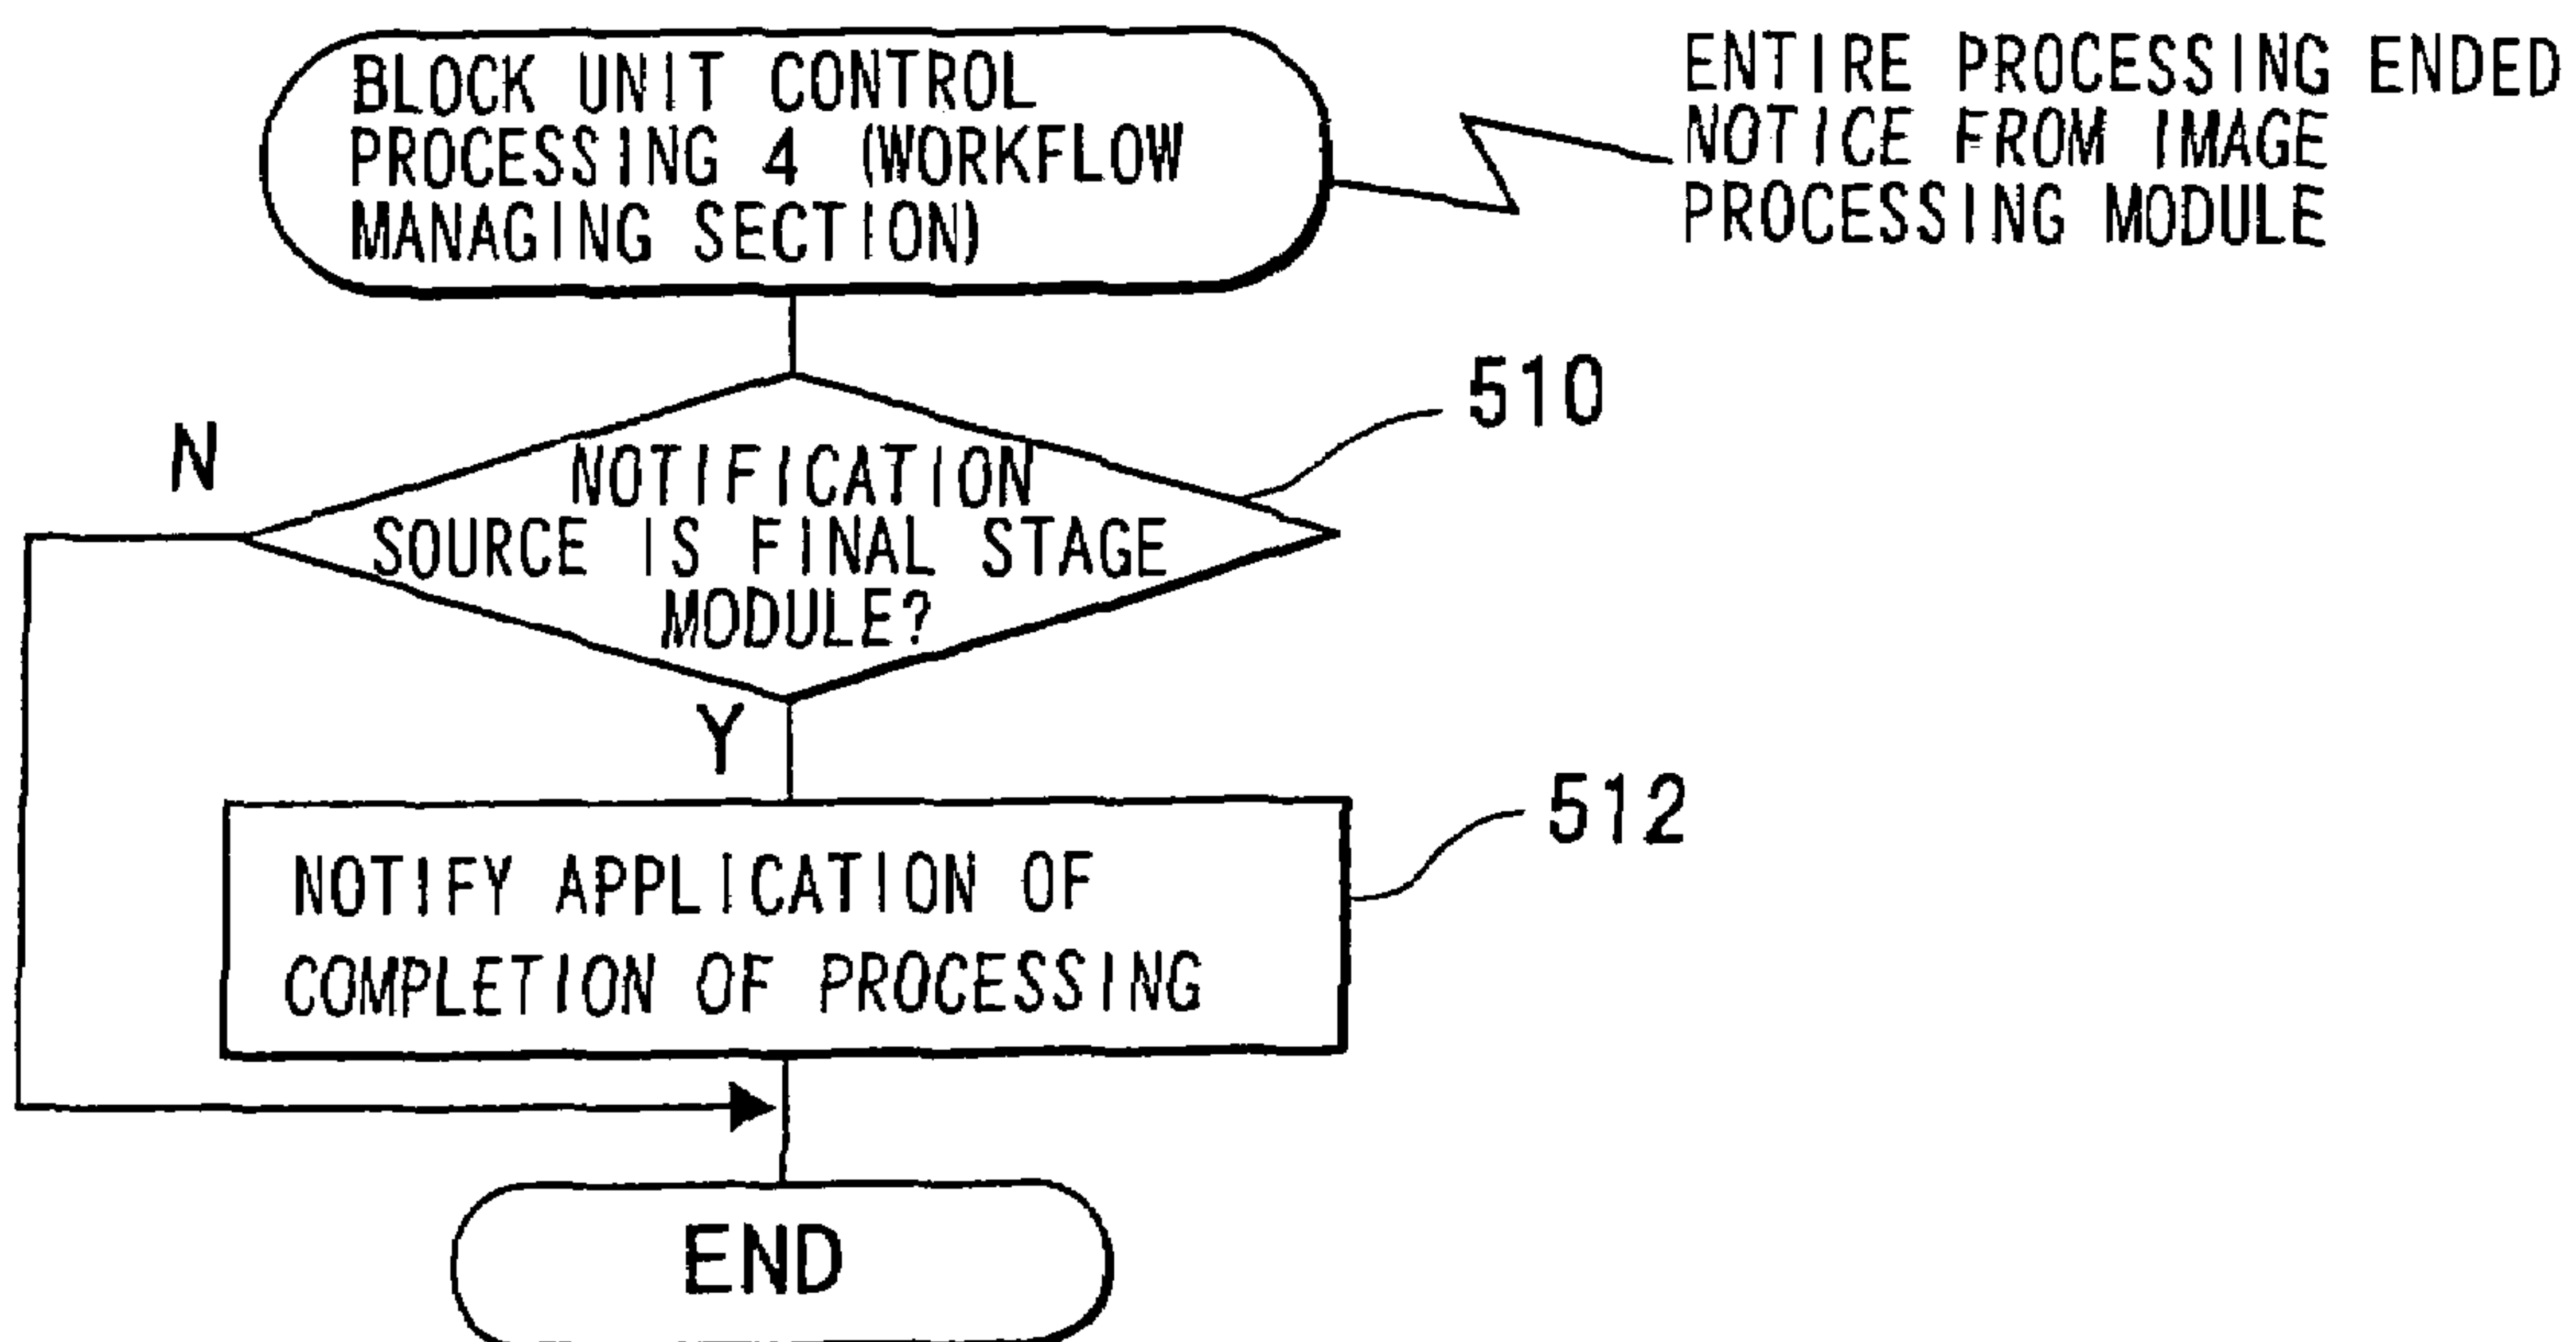 BLOCK UNIT CONTROL
PROCESSING 4 (WORKFLOW
MANAGING SECTION)
ENTIRE PROCESSING ENDED
NOTICE FROM IMAGE
PROCESSING MODULE
510
N
NOTIFICATION
SOURCE IS FINAL STAGE
MODULE?
Y
512
NOTIFY APPLICATION OF
COMPLETION OF PROCESSING
END